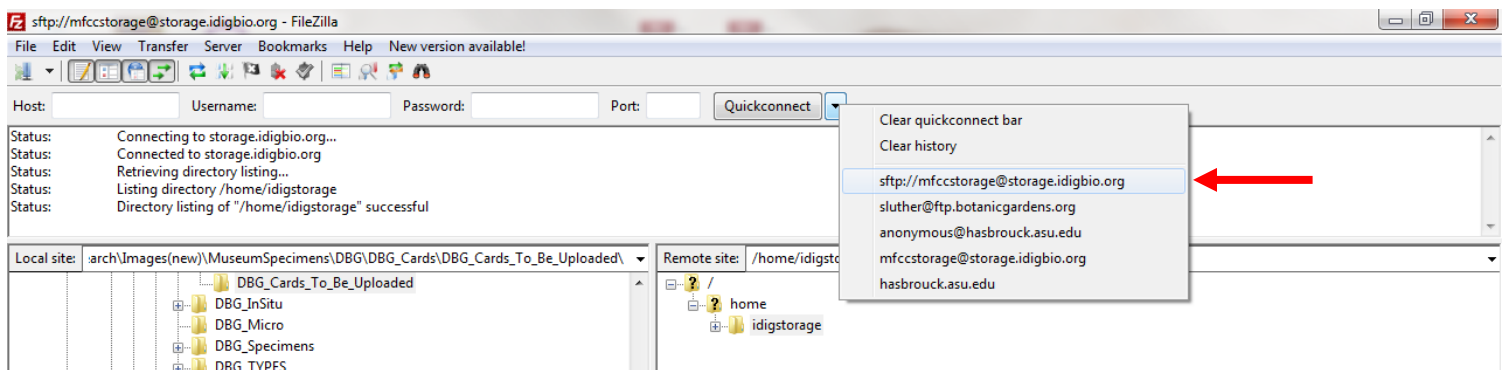 sftp://mfccstorage@storage.idigbio.org - FileZilla
File Edit View Transfer Server Bookmarks Help New version available!
Host: Username: Password: Port: Quickconnect
Clear quickconnect bar
Clear history
sftp://mfccstorage@storage.idigbio.org
sluther@ftp.botanicgardens.org
anonymous@hasbrouck.asu.edu
mfccstorage@storage.idigbio.org
hasbrouck.asu.edu
Status: Connecting to storage.idigbio.org...
Status: Connected to storage.idigbio.org
Status: Retrieving directory listing...
Status: Listing directory /home/idigstorage
Status: Directory listing of "/home/idigstorage" successful
Local site: :arch\Images(new)\MuseumSpecimens\DBG\DBG_Cards\DBG_Cards_To_Be_Uploaded\
DBG_Cards_To_Be_Uploaded
DBG_InSitu
DBG_Micro
DBG_Specimens
DBG_TYPES
Remote site: /home/idigsto
/
home
idigstorage